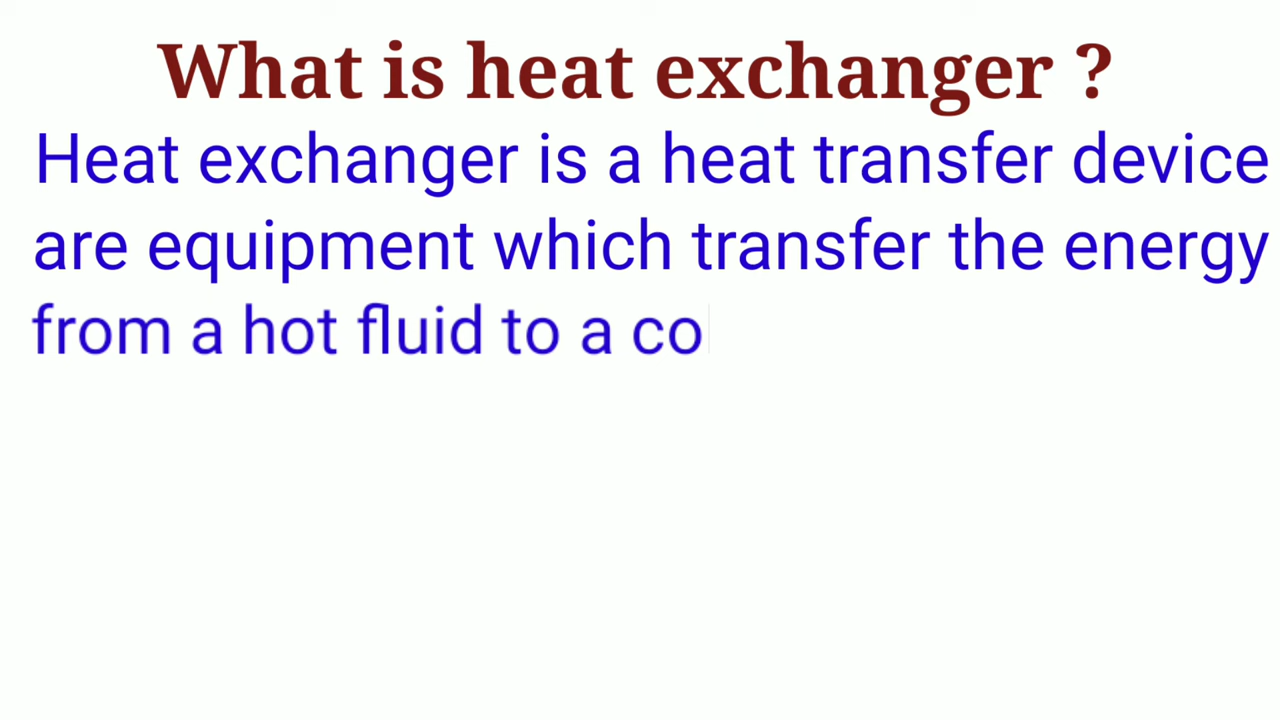 What is heat exchanger ?
Heat exchanger is a heat transfer device
are equipment which transfer the energy
from a hot fluid to a co